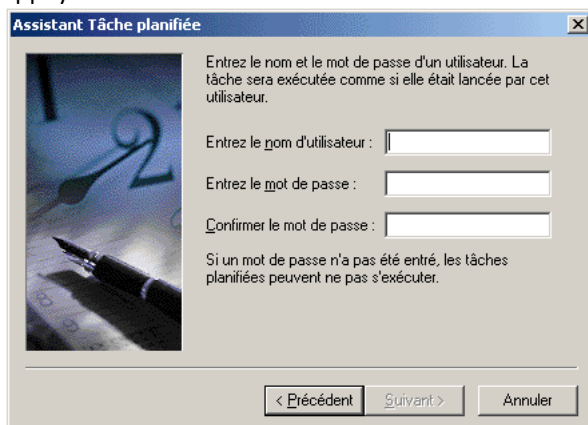 Assistant Tâche planifiée
Entrez le nom et le mot de passe d'un utilisateur. La
tâche sera exécutée comme si elle était lancée par cet
utilisateur.
Entrez le nom d'utilisateur :
Entrez le mot de passe :
Confirmer le mot de passe :
Si un mot de passe n'a pas été entré, les tâches
planifiées peuvent ne pas s'exécuter.
< Précédent Suivant > Annuler